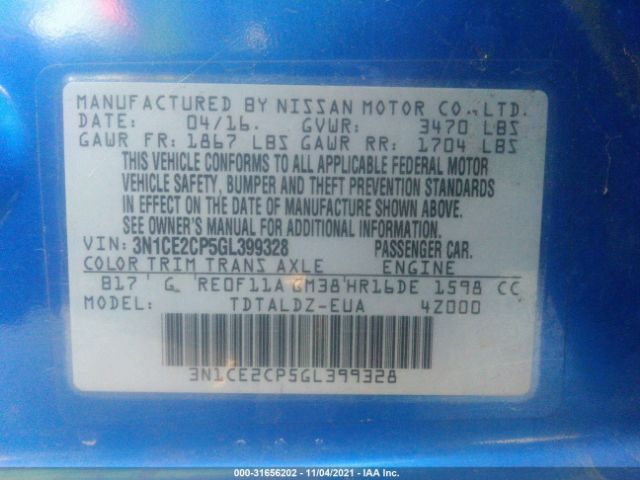 MANUFACTURED BY NISSAN MOTOR CO., LTD.
DATE: 04/16. GVWR: 3470 LBS
GAWR FR: 1867 LBS GAWR RR: 1704 LBS
THIS VEHICLE CONFORMS TO ALL APPLICABLE FEDERAL MOTOR
VEHICLE SAFETY, BUMPER AND THEFT PREVENTION STANDARDS
IN EFFECT ON THE DATE OF MANUFACTURE SHOWN ABOVE.
SEE OWNER'S MANUAL FOR ADDITIONAL INFORMATION.
VIN: 3N1CE2CP5GL399328 PASSENGER CAR.
COLOR TRIM TRANS AXLE ENGINE
B17 G RE0F11A GM38 HR16DE 1598 CC
MODEL: TDTALDZ-EUA 4Z000
3N1CE2CP5GL399328
000-31656202 - 11/04/2021 - IAA Inc.